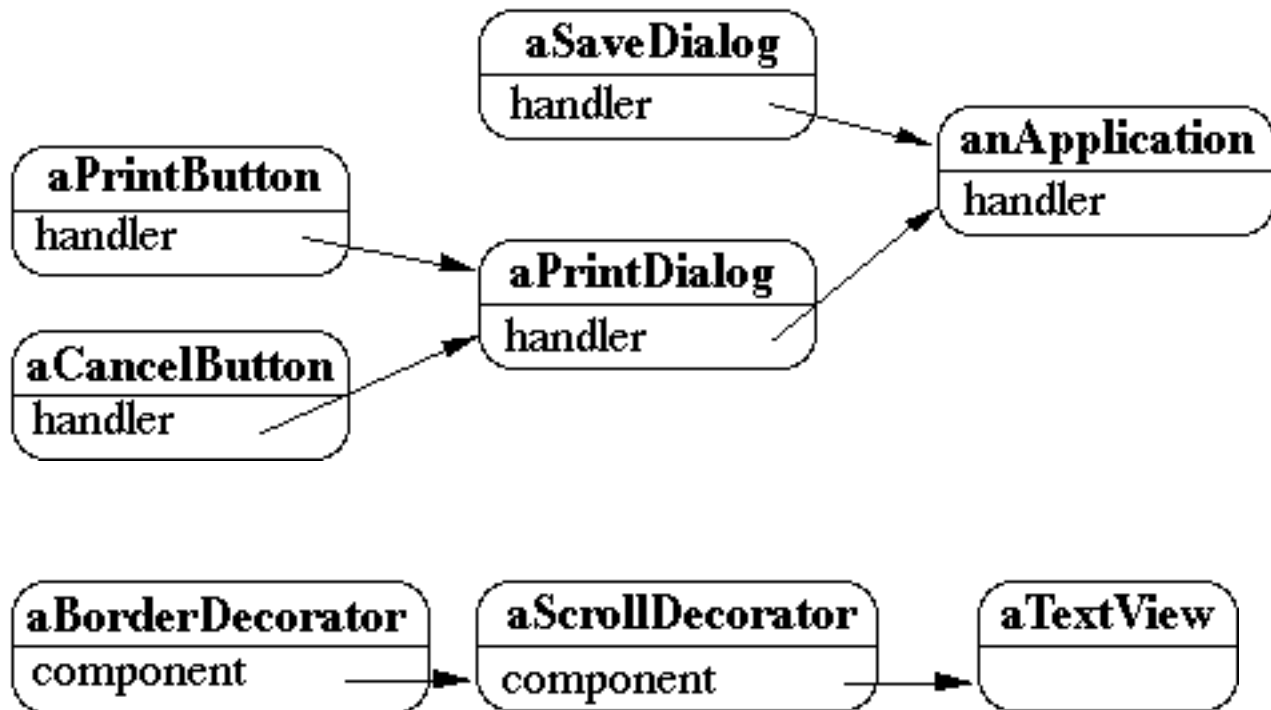 aSaveDialog
handler
anApplication
handler
aPrintButton
handler
aPrintDialog
handler
aCancelButton
handler
aBorderDecorator
component
aScrollDecorator
component
aTextView